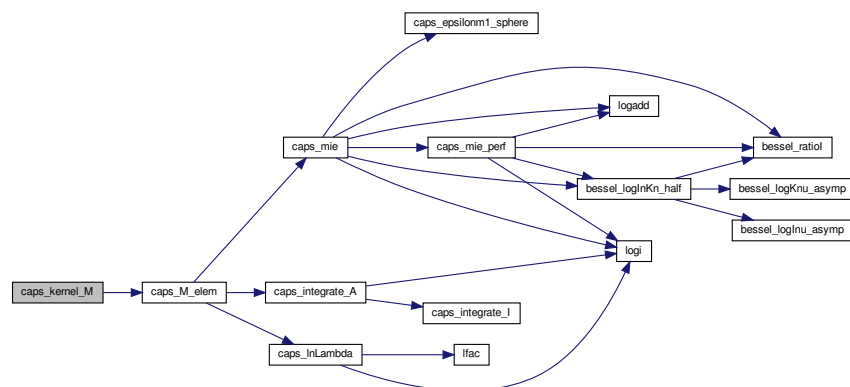 caps_epsilonm1_sphere
logadd
caps_mie
caps_mie_perf
bessel_ratioI
bessel_logInKn_half
bessel_logKnu_asymp
bessel_logInu_asymp
logi
caps_kernel_M
caps_M_elem
caps_integrate_A
caps_integrate_I
caps_lnLambda
lfac